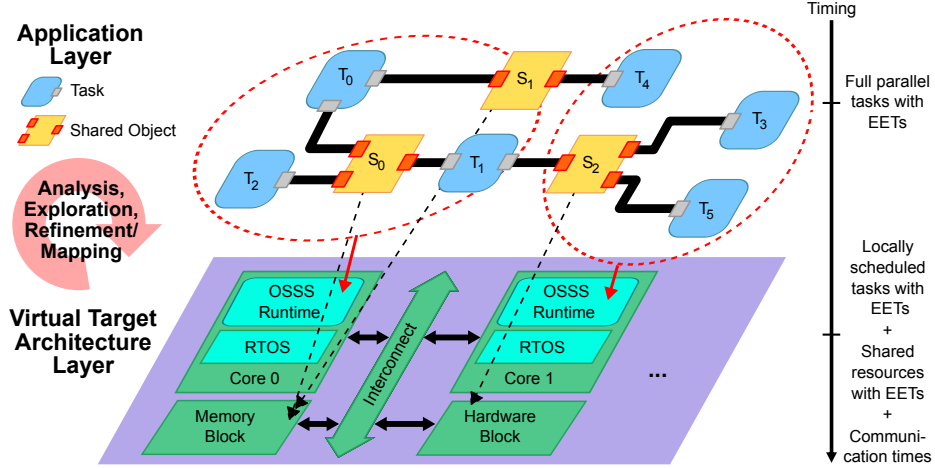 Timing
Application
Layer
Task
Shared Object
T0
S1
T4
T3
Full parallel
tasks with
EETs
T2
S0
T1
S2
T5
Analysis,
Exploration,
Refinement/
Mapping
Virtual Target
Architecture
Layer
OSSS
Runtime
RTOS
Core 0
Memory
Block
Interconnect
OSSS
Runtime
RTOS
Core 1
Hardware
Block
...
Locally
scheduled
tasks with
EETs
+
Shared
resources
with EETs
+
Communi-
cation times